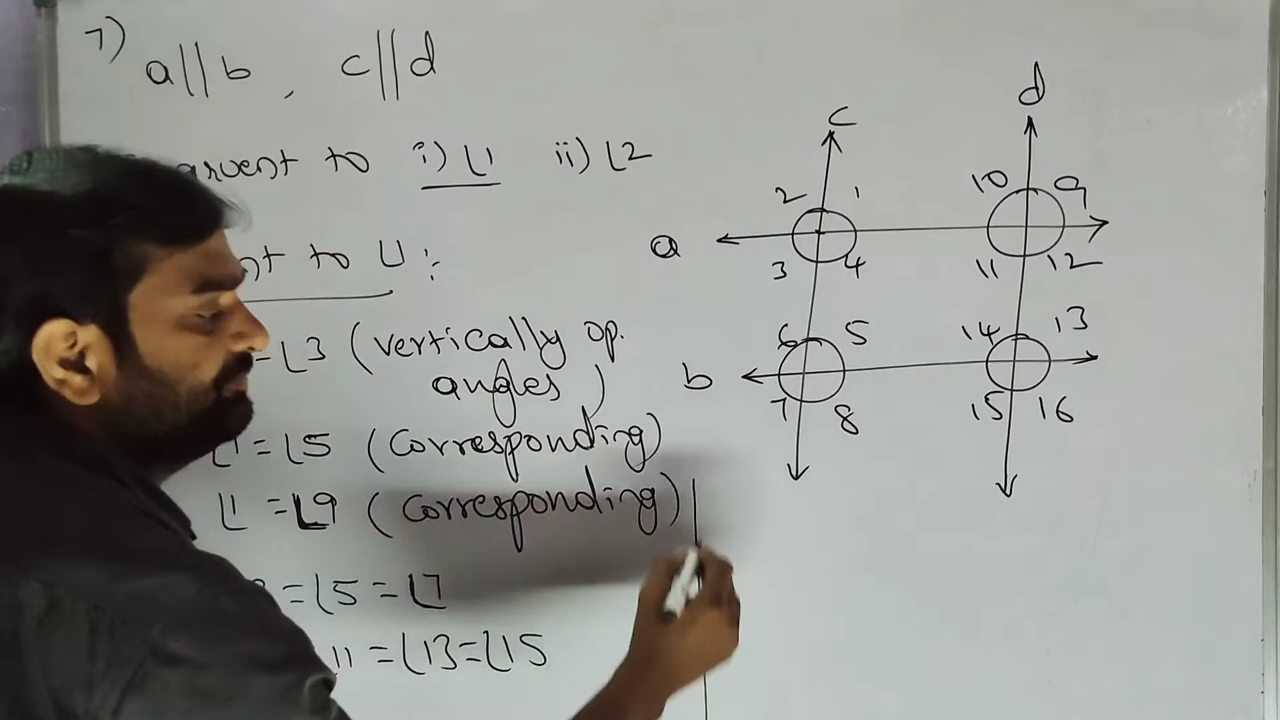 7)
a||b , c||d
to i) ∠1 ii) ∠2
to ∠1 :
= ∠3 (vertically op.
angles)
∠1 = ∠5 (Corresponding)
∠1 = ∠9 (Corresponding)
= ∠5 = ∠7
11 = ∠13 = ∠15
c d
2 1 10 9
a
3 4 11 12
6 5 14 13
b
7 8 15 16